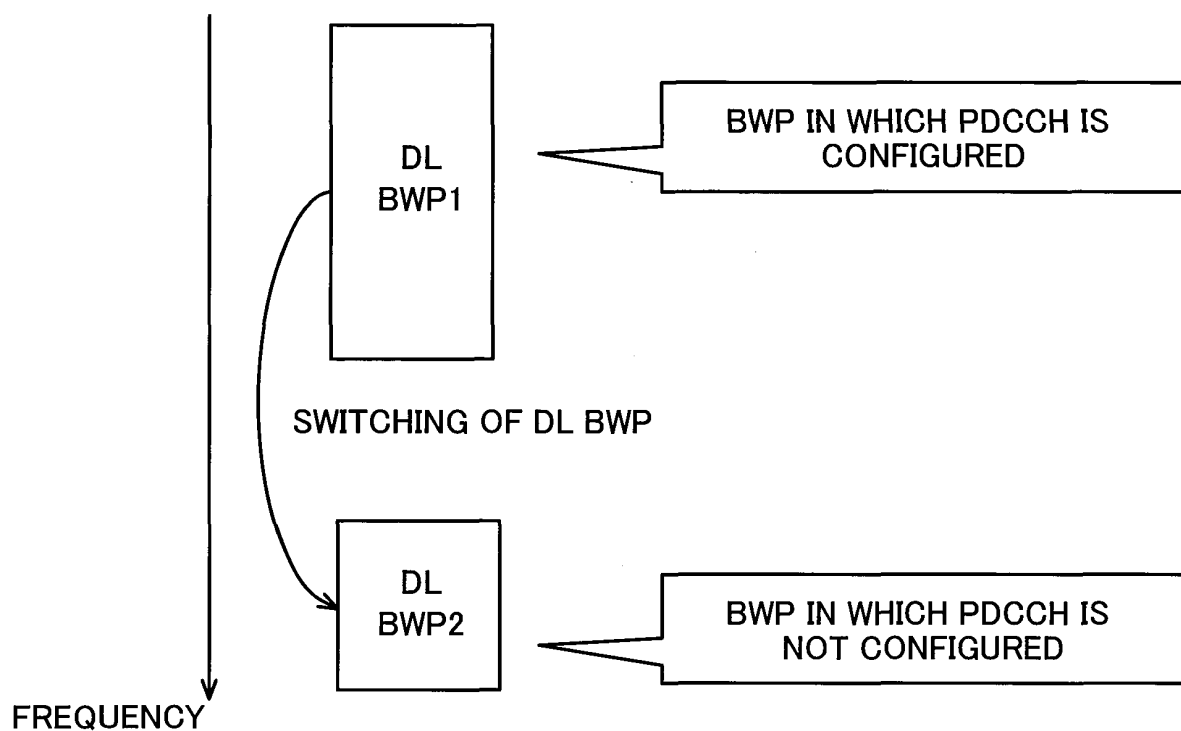 DL
BWP1
BWP IN WHICH PDCCH IS
CONFIGURED
SWITCHING OF DL BWP
DL
BWP2
BWP IN WHICH PDCCH IS
NOT CONFIGURED
FREQUENCY